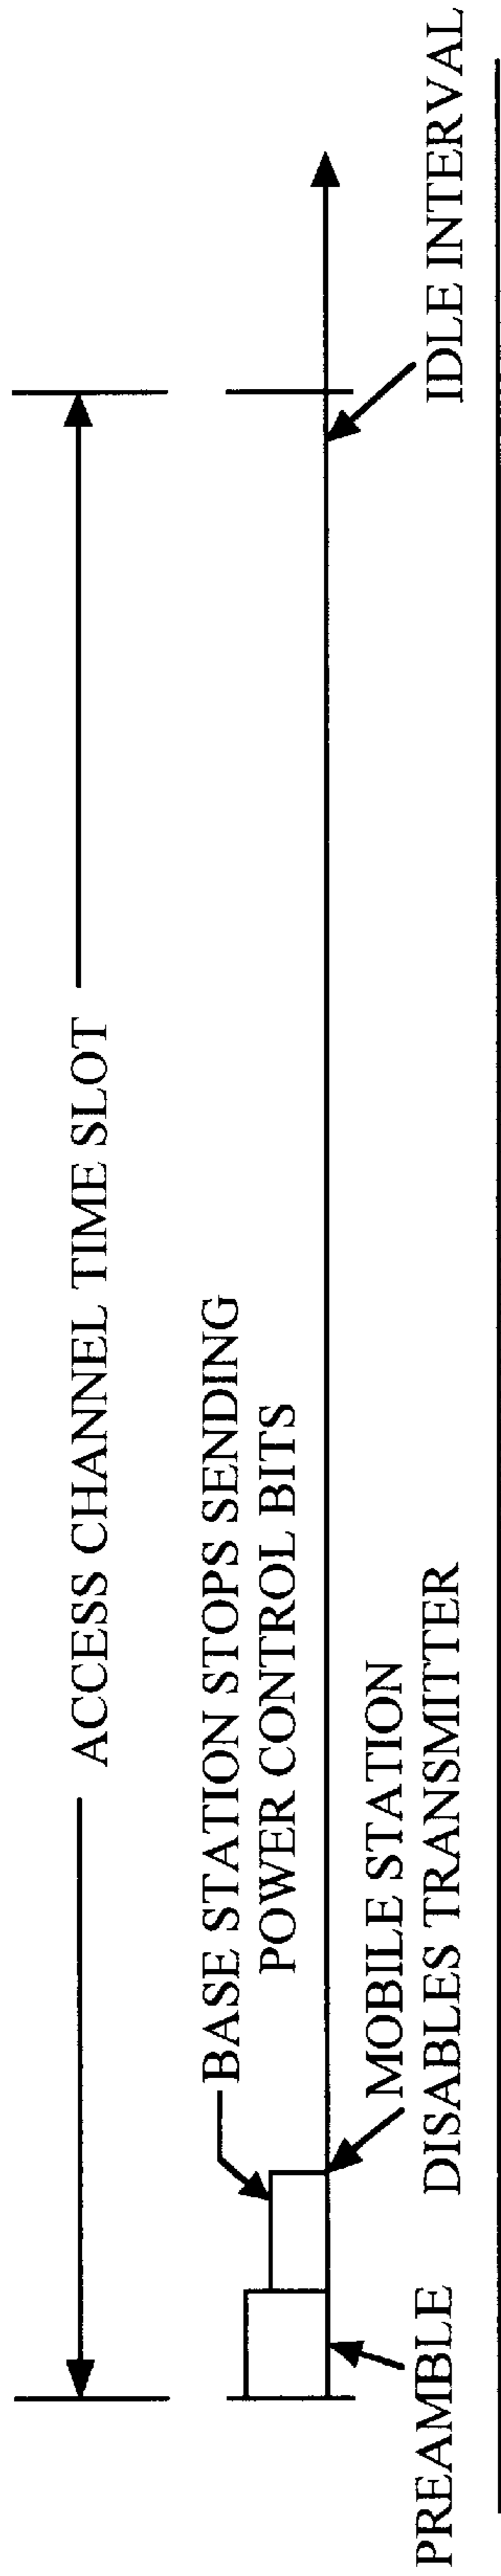 ACCESS CHANNEL TIME SLOT
BASE STATION STOPS SENDING
POWER CONTROL BITS
PREAMBLE
MOBILE STATION
DISABLES TRANSMITTER
IDLE INTERVAL